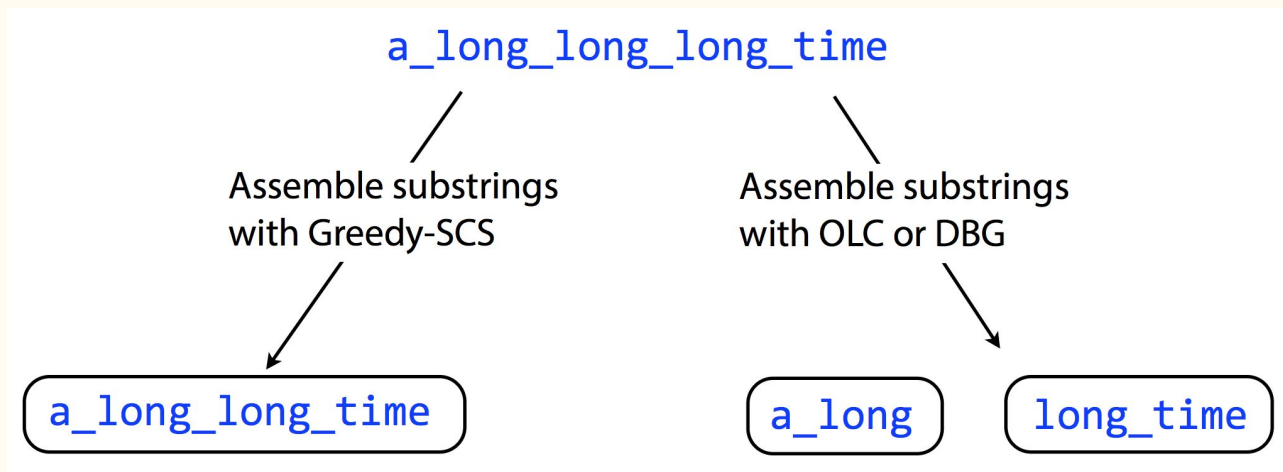 a_long_long_long_time
Assemble substrings
with Greedy-SCS
Assemble substrings
with OLC or DBG
a_long_long_time
a_long
long_time